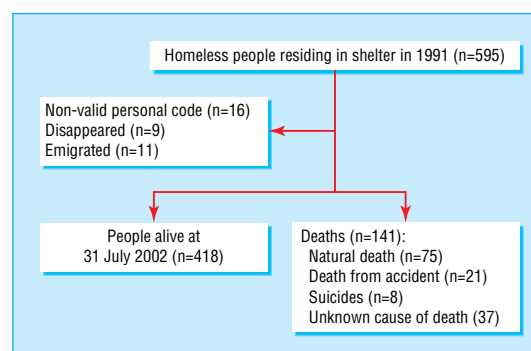 Homeless people residing in shelter in 1991 (n=595)
Non-valid personal code (n=16)
Disappeared (n=9)
Emigrated (n=11)
People alive at
31 July 2002 (n=418)
Deaths (n=141):
Natural death (n=75)
Death from accident (n=21)
Suicides (n=8)
Unknown cause of death (37)